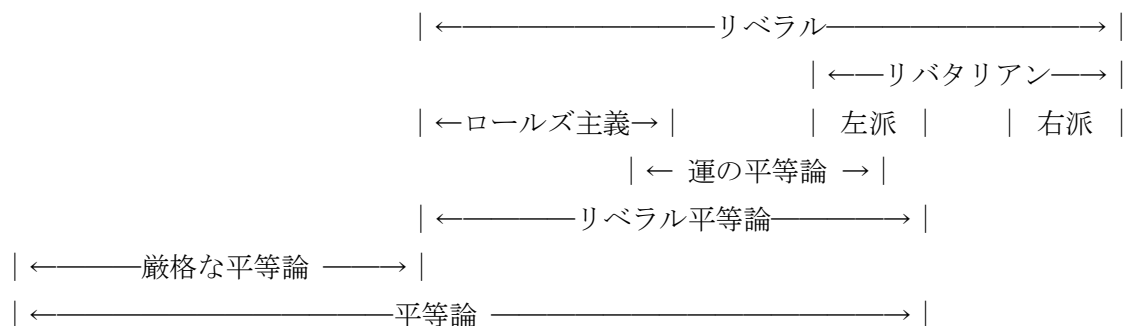 |←――――――――――リベラル――――――――――→|
|←―リバタリアン―→|
|←ロールズ主義→| | 左派 | | 右派 |
|← 運の平等論 →|
|←―――――リベラル平等論―――――→|
|←―――厳格な平等論 ―――→|
|←――――――――――――平等論 ―――――――――――――――→|